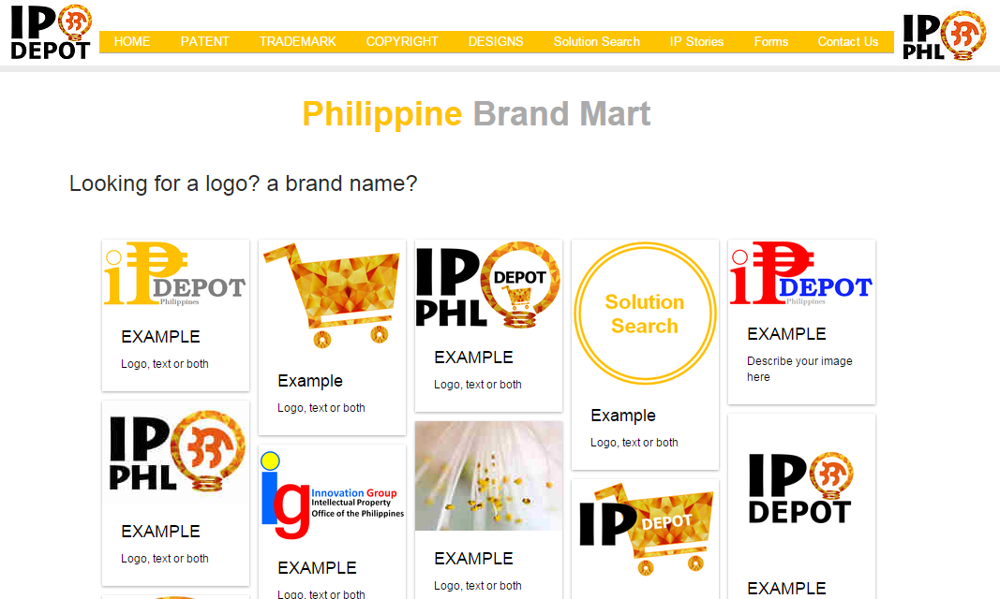 IP
DEPOT
HOME PATENT TRADEMARK COPYRIGHT DESIGNS Solution Search IP Stories Forms Contact Us
IP
PHL
Philippine Brand Mart
Looking for a logo? a brand name?
iP DEPOT
Philippines
EXAMPLE
Logo, text or both
IP
PHL
EXAMPLE
Logo, text or both
Example
Logo, text or both
ig
Innovation Group
Intellectual Property
Office of the Philippines
EXAMPLE
Logo, text or both
IP
DEPOT
PHL
EXAMPLE
Logo, text or both
EXAMPLE
Logo, text or both
Solution
Search
Example
Logo, text or both
IP DEPOT
iP DEPOT
Philippines
EXAMPLE
Describe your image
here
IP
DEPOT
EXAMPLE